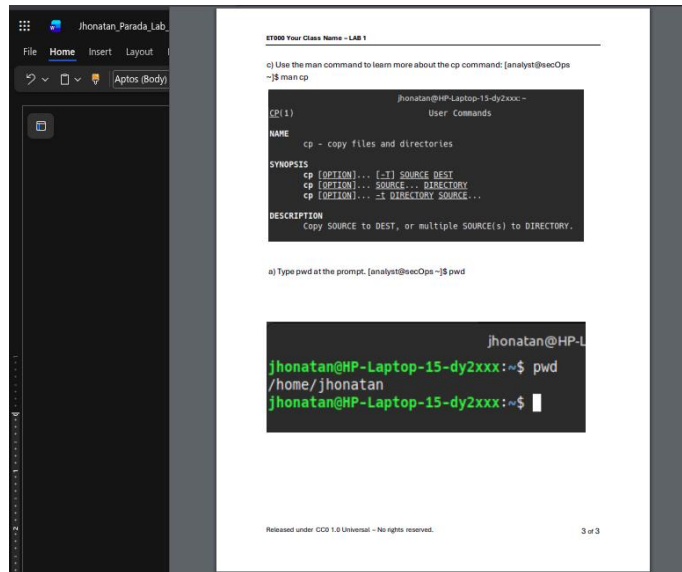 Jhonatan_Parada_Lab_
File Home Insert Layout
Aptos (Body)
ET000 Your Class Name – LAB 1
c) Use the man command to learn more about the cp command: [analyst@secOps
~]$ man cp
jhonatan@HP-Laptop-15-dy2xxx: ~
CP(1) User Commands
NAME
cp - copy files and directories
SYNOPSIS
cp [OPTION]... [-T] SOURCE DEST
cp [OPTION]... SOURCE... DIRECTORY
cp [OPTION]... -t DIRECTORY SOURCE...
DESCRIPTION
Copy SOURCE to DEST, or multiple SOURCE(s) to DIRECTORY.
a) Type pwd at the prompt. [analyst@secOps ~]$ pwd
jhonatan@HP-L
jhonatan@HP-Laptop-15-dy2xxx:~$ pwd
/home/jhonatan
jhonatan@HP-Laptop-15-dy2xxx:~$
Released under CC0 1.0 Universal – No rights reserved.
3 of 3